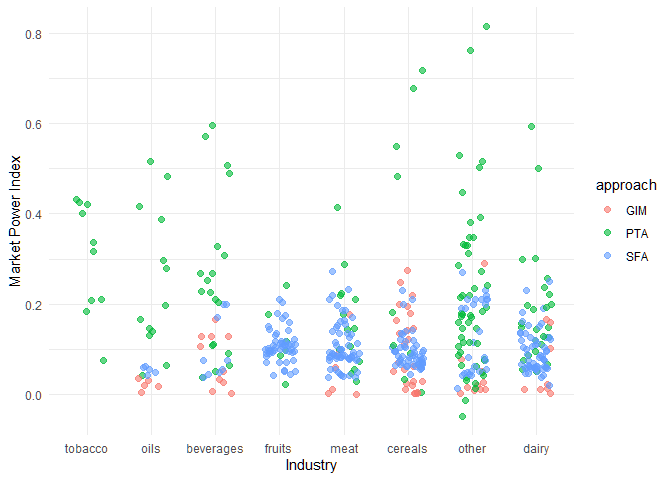 0.8
0.6
0.4
0.2
0.0
Market Power Index
tobacco
oils
beverages
fruits
meat
cereals
other
dairy
Industry
approach
GIM
PTA
SFA